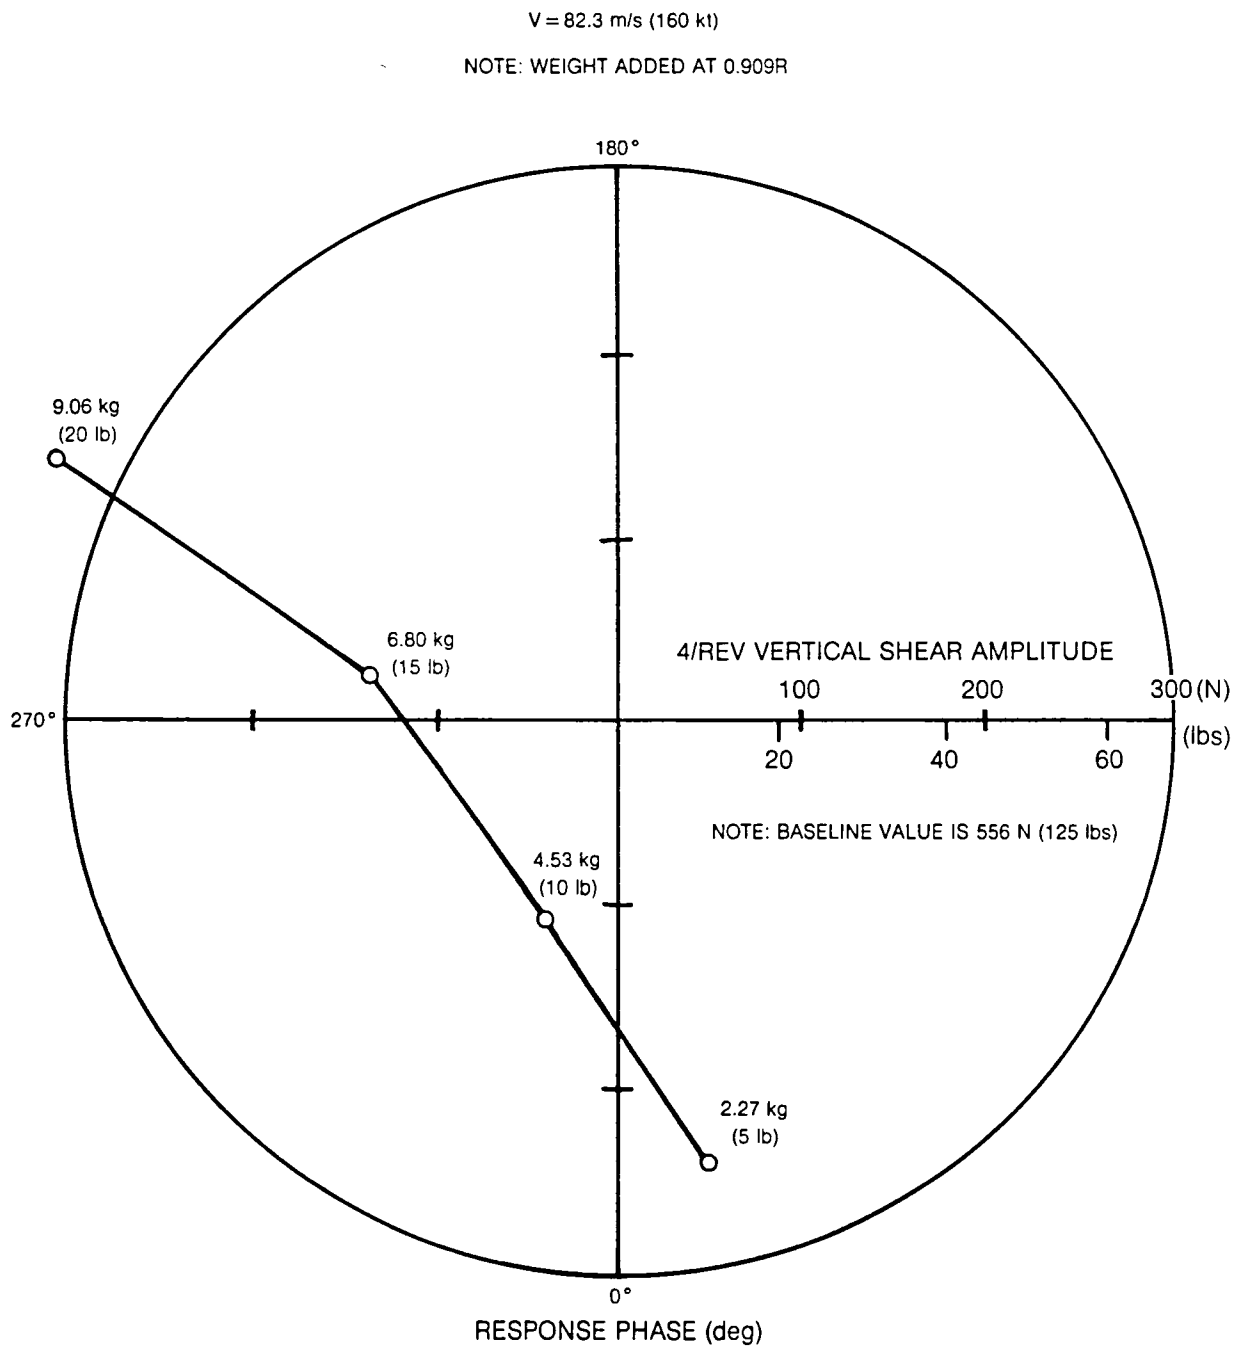 V = 82.3 m/s (160 kt)
NOTE: WEIGHT ADDED AT 0.909R
180°
9.06 kg
(20 lb)
6.80 kg
(15 lb)
4/REV VERTICAL SHEAR AMPLITUDE
100 200 300 (N)
270°
(lbs)
20 40 60
NOTE: BASELINE VALUE IS 556 N (125 lbs)
4.53 kg
(10 lb)
2.27 kg
(5 lb)
0°
RESPONSE PHASE (deg)